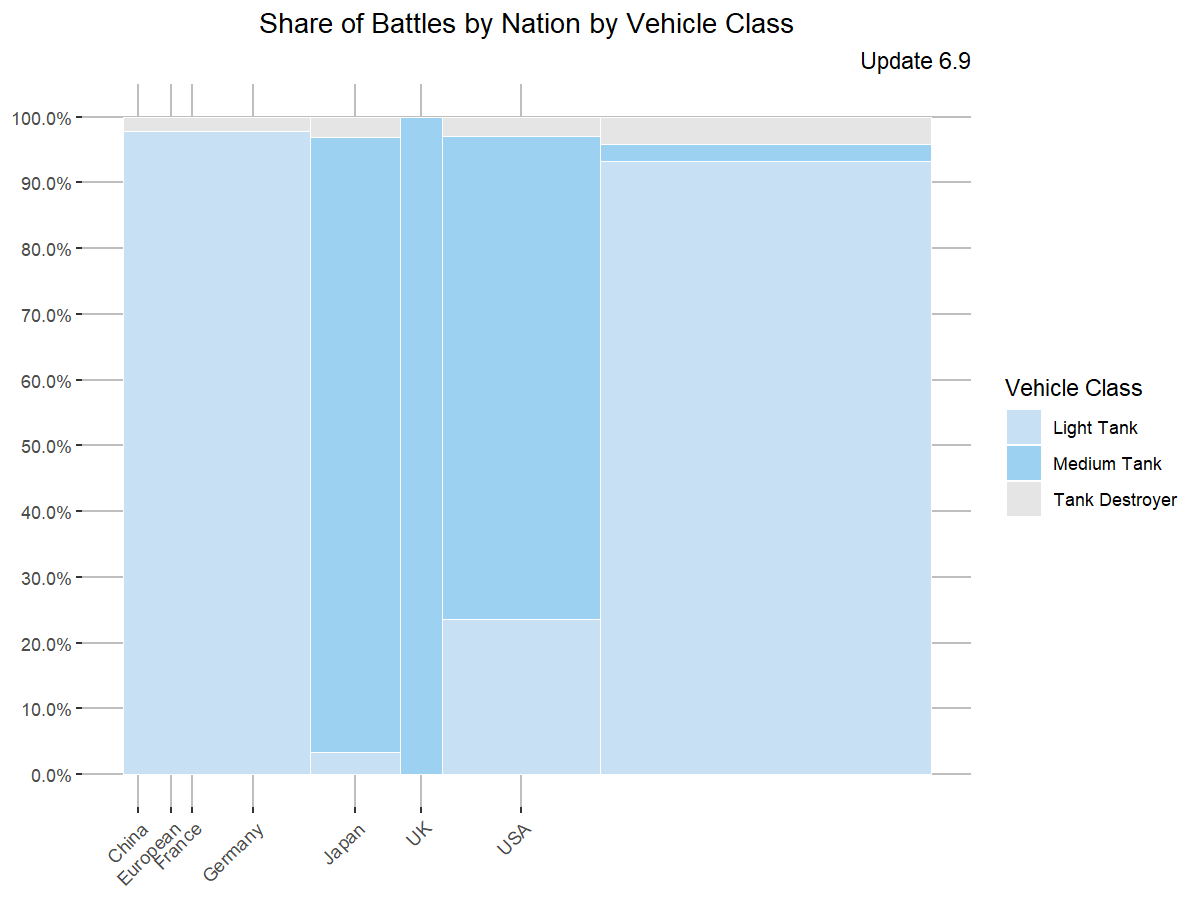 Share of Battles by Nation by Vehicle Class
Update 6.9
100.0%
90.0%
80.0%
70.0%
60.0%
50.0%
40.0%
30.0%
20.0%
10.0%
0.0%
China
European
France
Germany
Japan
UK
USA
Vehicle Class
Light Tank
Medium Tank
Tank Destroyer